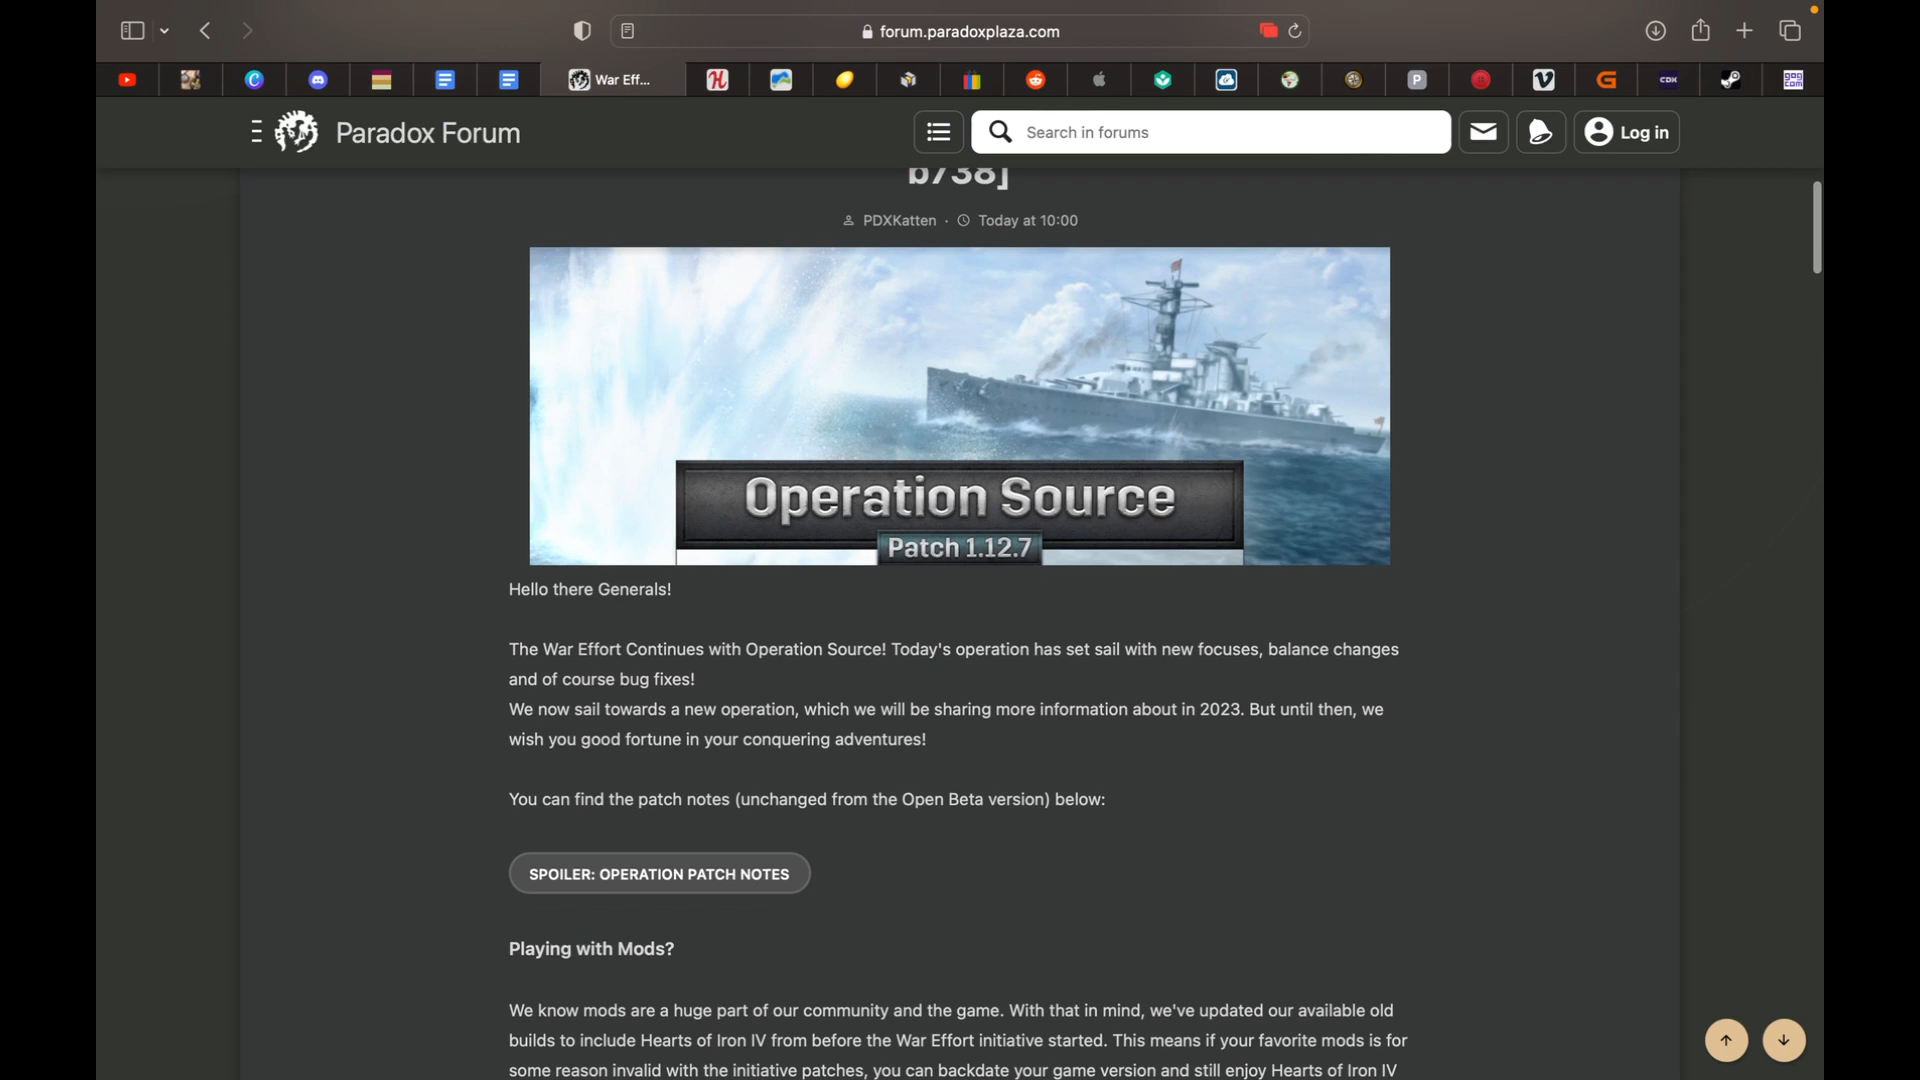 forum.paradoxplaza.com
War Eff...
CDK
GOG
COM
Paradox Forum
Search in forums
Log in
b738]
PDXKatten · Today at 10:00
Operation Source
Patch 1.12.7
Hello there Generals!
The War Effort Continues with Operation Source! Today's operation has set sail with new focuses, balance changes
and of course bug fixes!
We now sail towards a new operation, which we will be sharing more information about in 2023. But until then, we
wish you good fortune in your conquering adventures!
You can find the patch notes (unchanged from the Open Beta version) below:
SPOILER: OPERATION PATCH NOTES
Playing with Mods?
We know mods are a huge part of our community and the game. With that in mind, we've updated our available old
builds to include Hearts of Iron IV from before the War Effort initiative started. This means if your favorite mods is for
some reason invalid with the initiative patches, you can backdate your game version and still enjoy Hearts of Iron IV